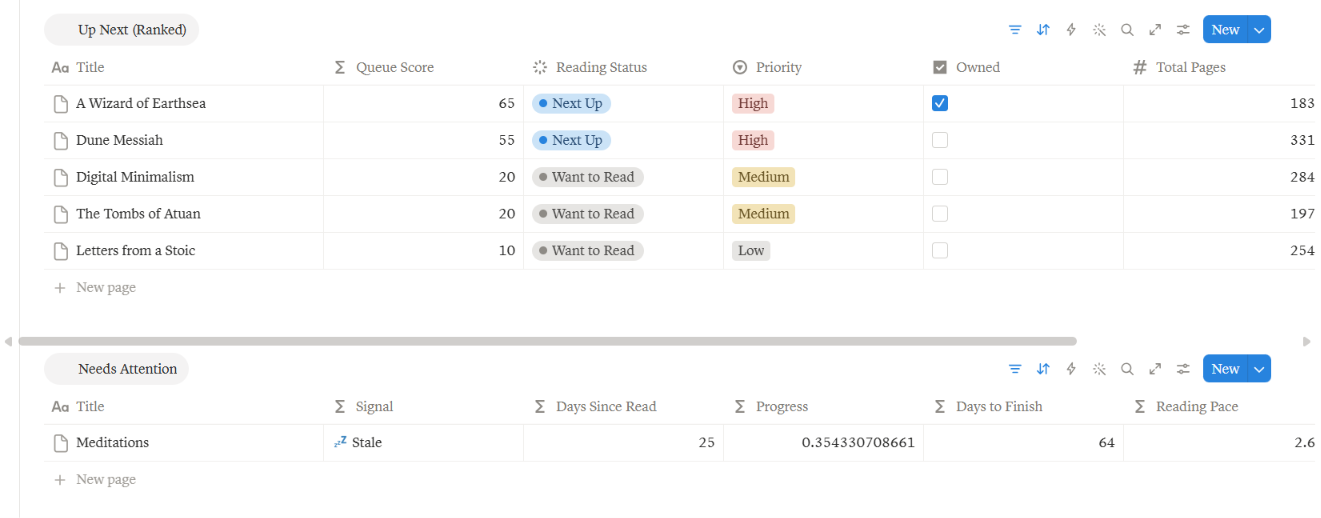 Up Next (Ranked) New
Aa Title Σ Queue Score Reading Status Priority Owned # Total Pages
A Wizard of Earthsea 65 Next Up High 183
Dune Messiah 55 Next Up High 331
Digital Minimalism 20 Want to Read Medium 284
The Tombs of Atuan 20 Want to Read Medium 197
Letters from a Stoic 10 Want to Read Low 254
+ New page
Needs Attention New
Aa Title Σ Signal Σ Days Since Read Σ Progress Σ Days to Finish Σ Reading Pace
Meditations 💤 Stale 25 0.354330708661 64 2.6
+ New page